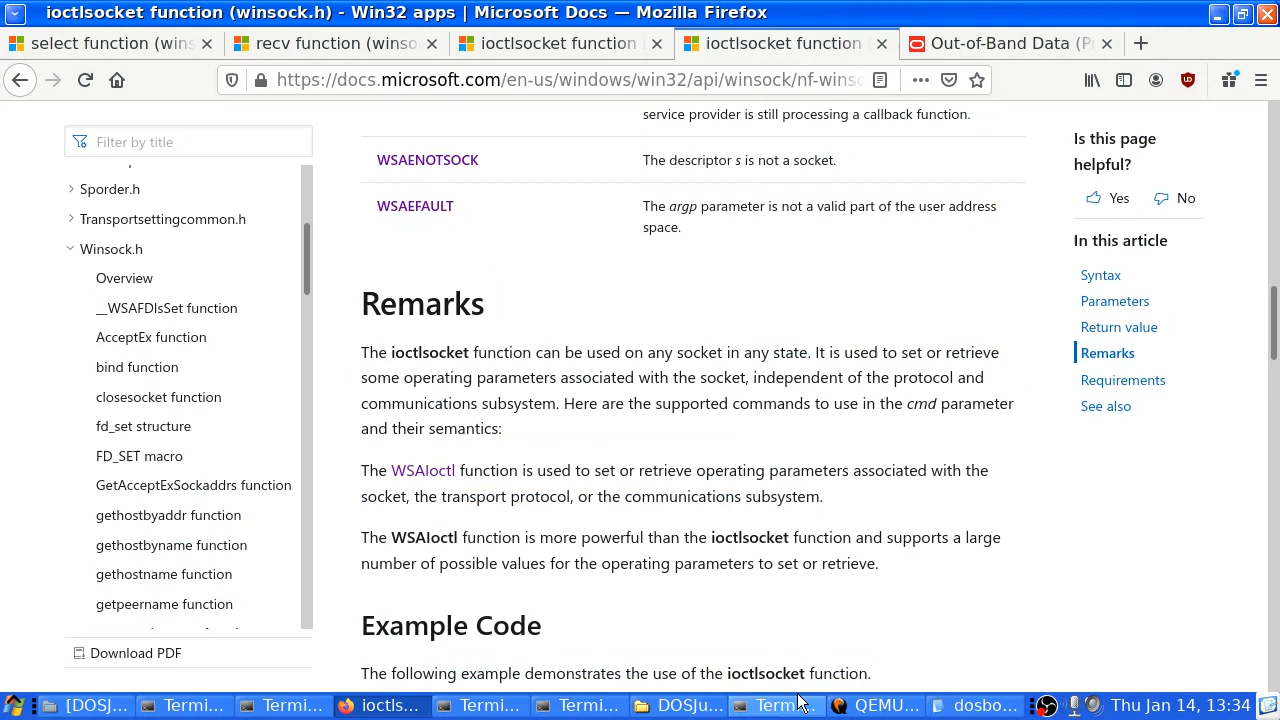 ioctlsocket function (winsock.h) - Win32 apps | Microsoft Docs — Mozilla Firefox
select function (wins
recv function (winso
ioctlsocket function
ioctlsocket function
Out-of-Band Data (P
https://docs.microsoft.com/en-us/windows/win32/api/winsock/nf-winsc
Filter by title
Sporder.h
Transportsettingcommon.h
Winsock.h
Overview
__WSAFDIsSet function
AcceptEx function
bind function
closesocket function
fd_set structure
FD_SET macro
GetAcceptExSockaddrs function
gethostbyaddr function
gethostbyname function
gethostname function
getpeername function
Download PDF
service provider is still processing a callback function.
WSAENOTSOCK
The descriptor s is not a socket.
WSAEFAULT
The argp parameter is not a valid part of the user address
space.
Remarks
The ioctlsocket function can be used on any socket in any state. It is used to set or retrieve
some operating parameters associated with the socket, independent of the protocol and
communications subsystem. Here are the supported commands to use in the cmd parameter
and their semantics:
The WSAIoctl function is used to set or retrieve operating parameters associated with the
socket, the transport protocol, or the communications subsystem.
The WSAIoctl function is more powerful than the ioctlsocket function and supports a large
number of possible values for the operating parameters to set or retrieve.
Example Code
The following example demonstrates the use of the ioctlsocket function.
Is this page
helpful?
Yes
No
In this article
Syntax
Parameters
Return value
Remarks
Requirements
See also
[DOSJ...
Termi...
Termi...
ioctls...
Termi...
Termi...
DOSJu...
Term
QEMU...
dosbo...
Thu Jan 14, 13:34